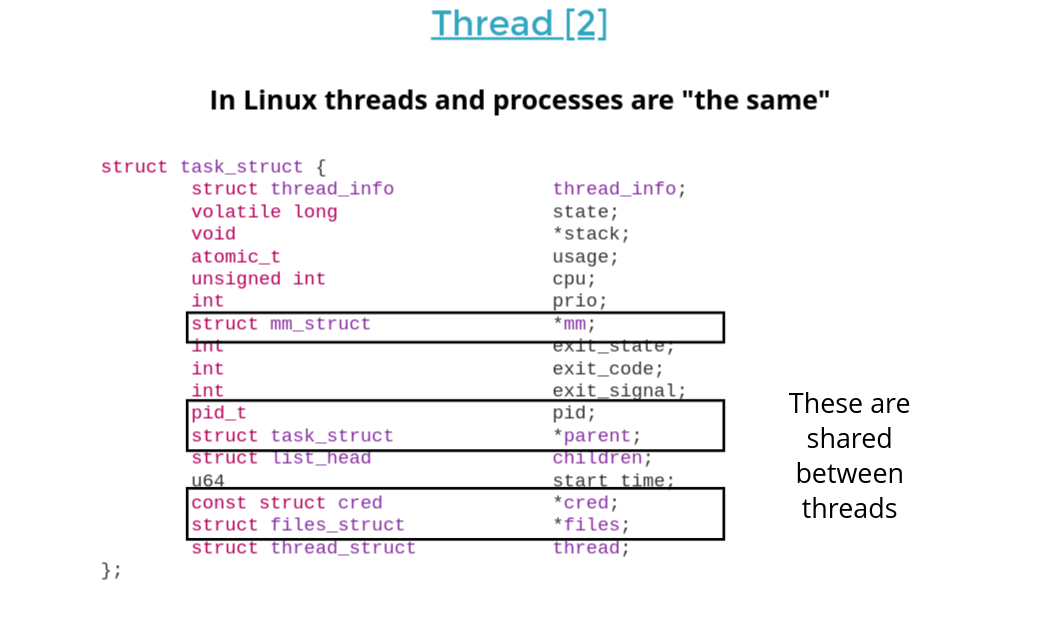 Thread [2]
In Linux threads and processes are "the same"
struct task_struct {
struct thread_info thread_info;
volatile long state;
void *stack;
atomic_t usage;
unsigned int cpu;
int prio;
struct mm_struct *mm;
int exit_state;
int exit_code;
int exit_signal;
pid_t pid;
struct task_struct *parent;
struct list_head children;
u64 start_time;
const struct cred *cred;
struct files_struct *files;
struct thread_struct thread;
};
These are
shared
between
threads